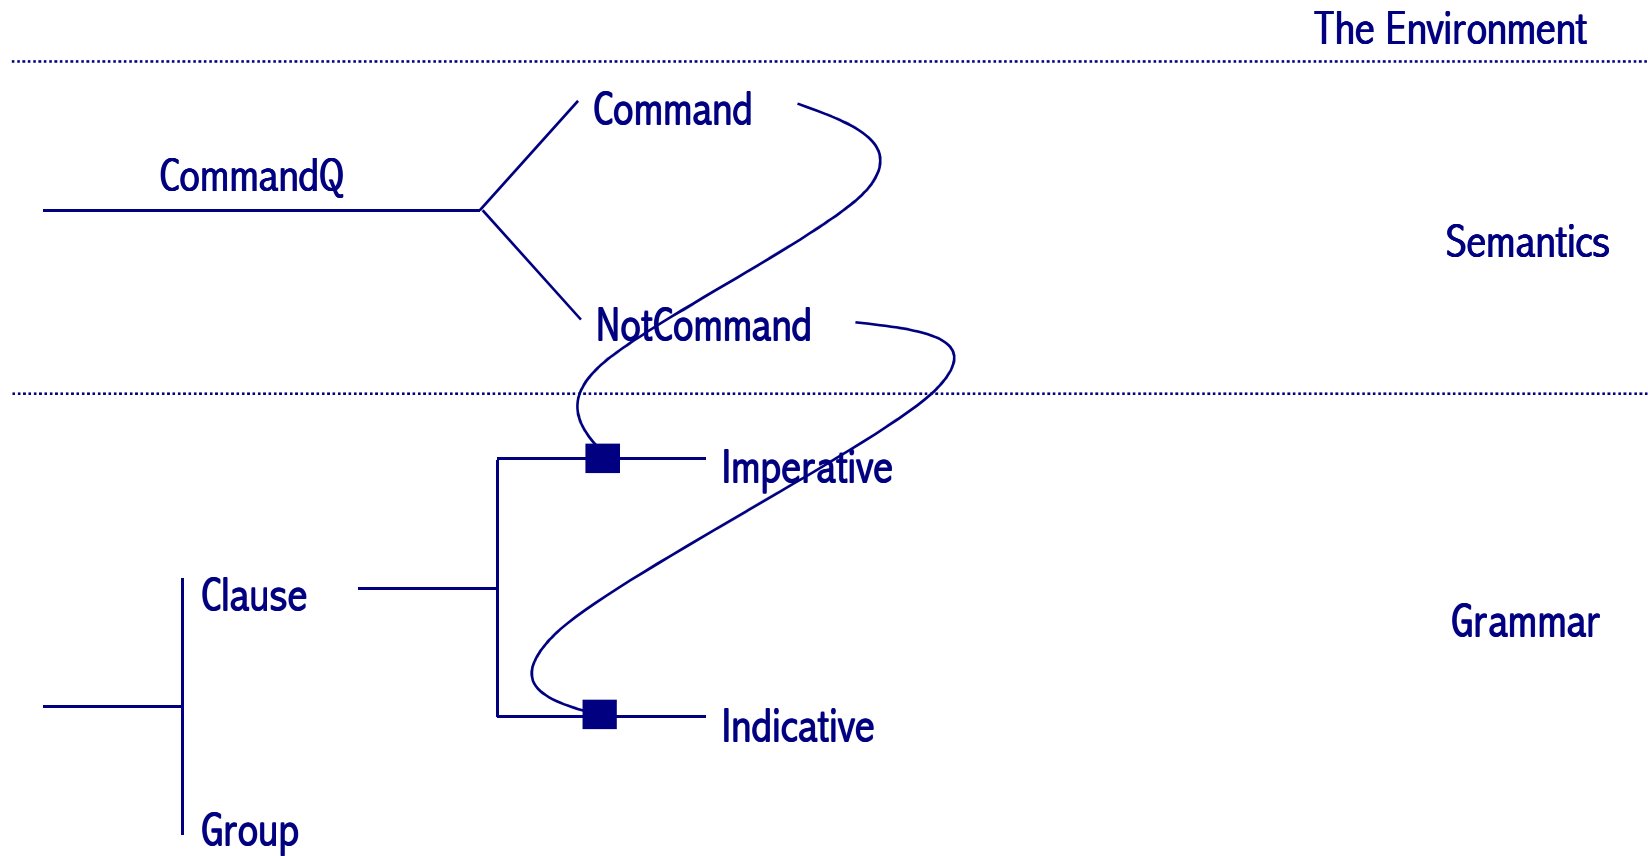 The Environment
Command
CommandQ
Semantics
NotCommand
Imperative
Clause
Grammar
Indicative
Group